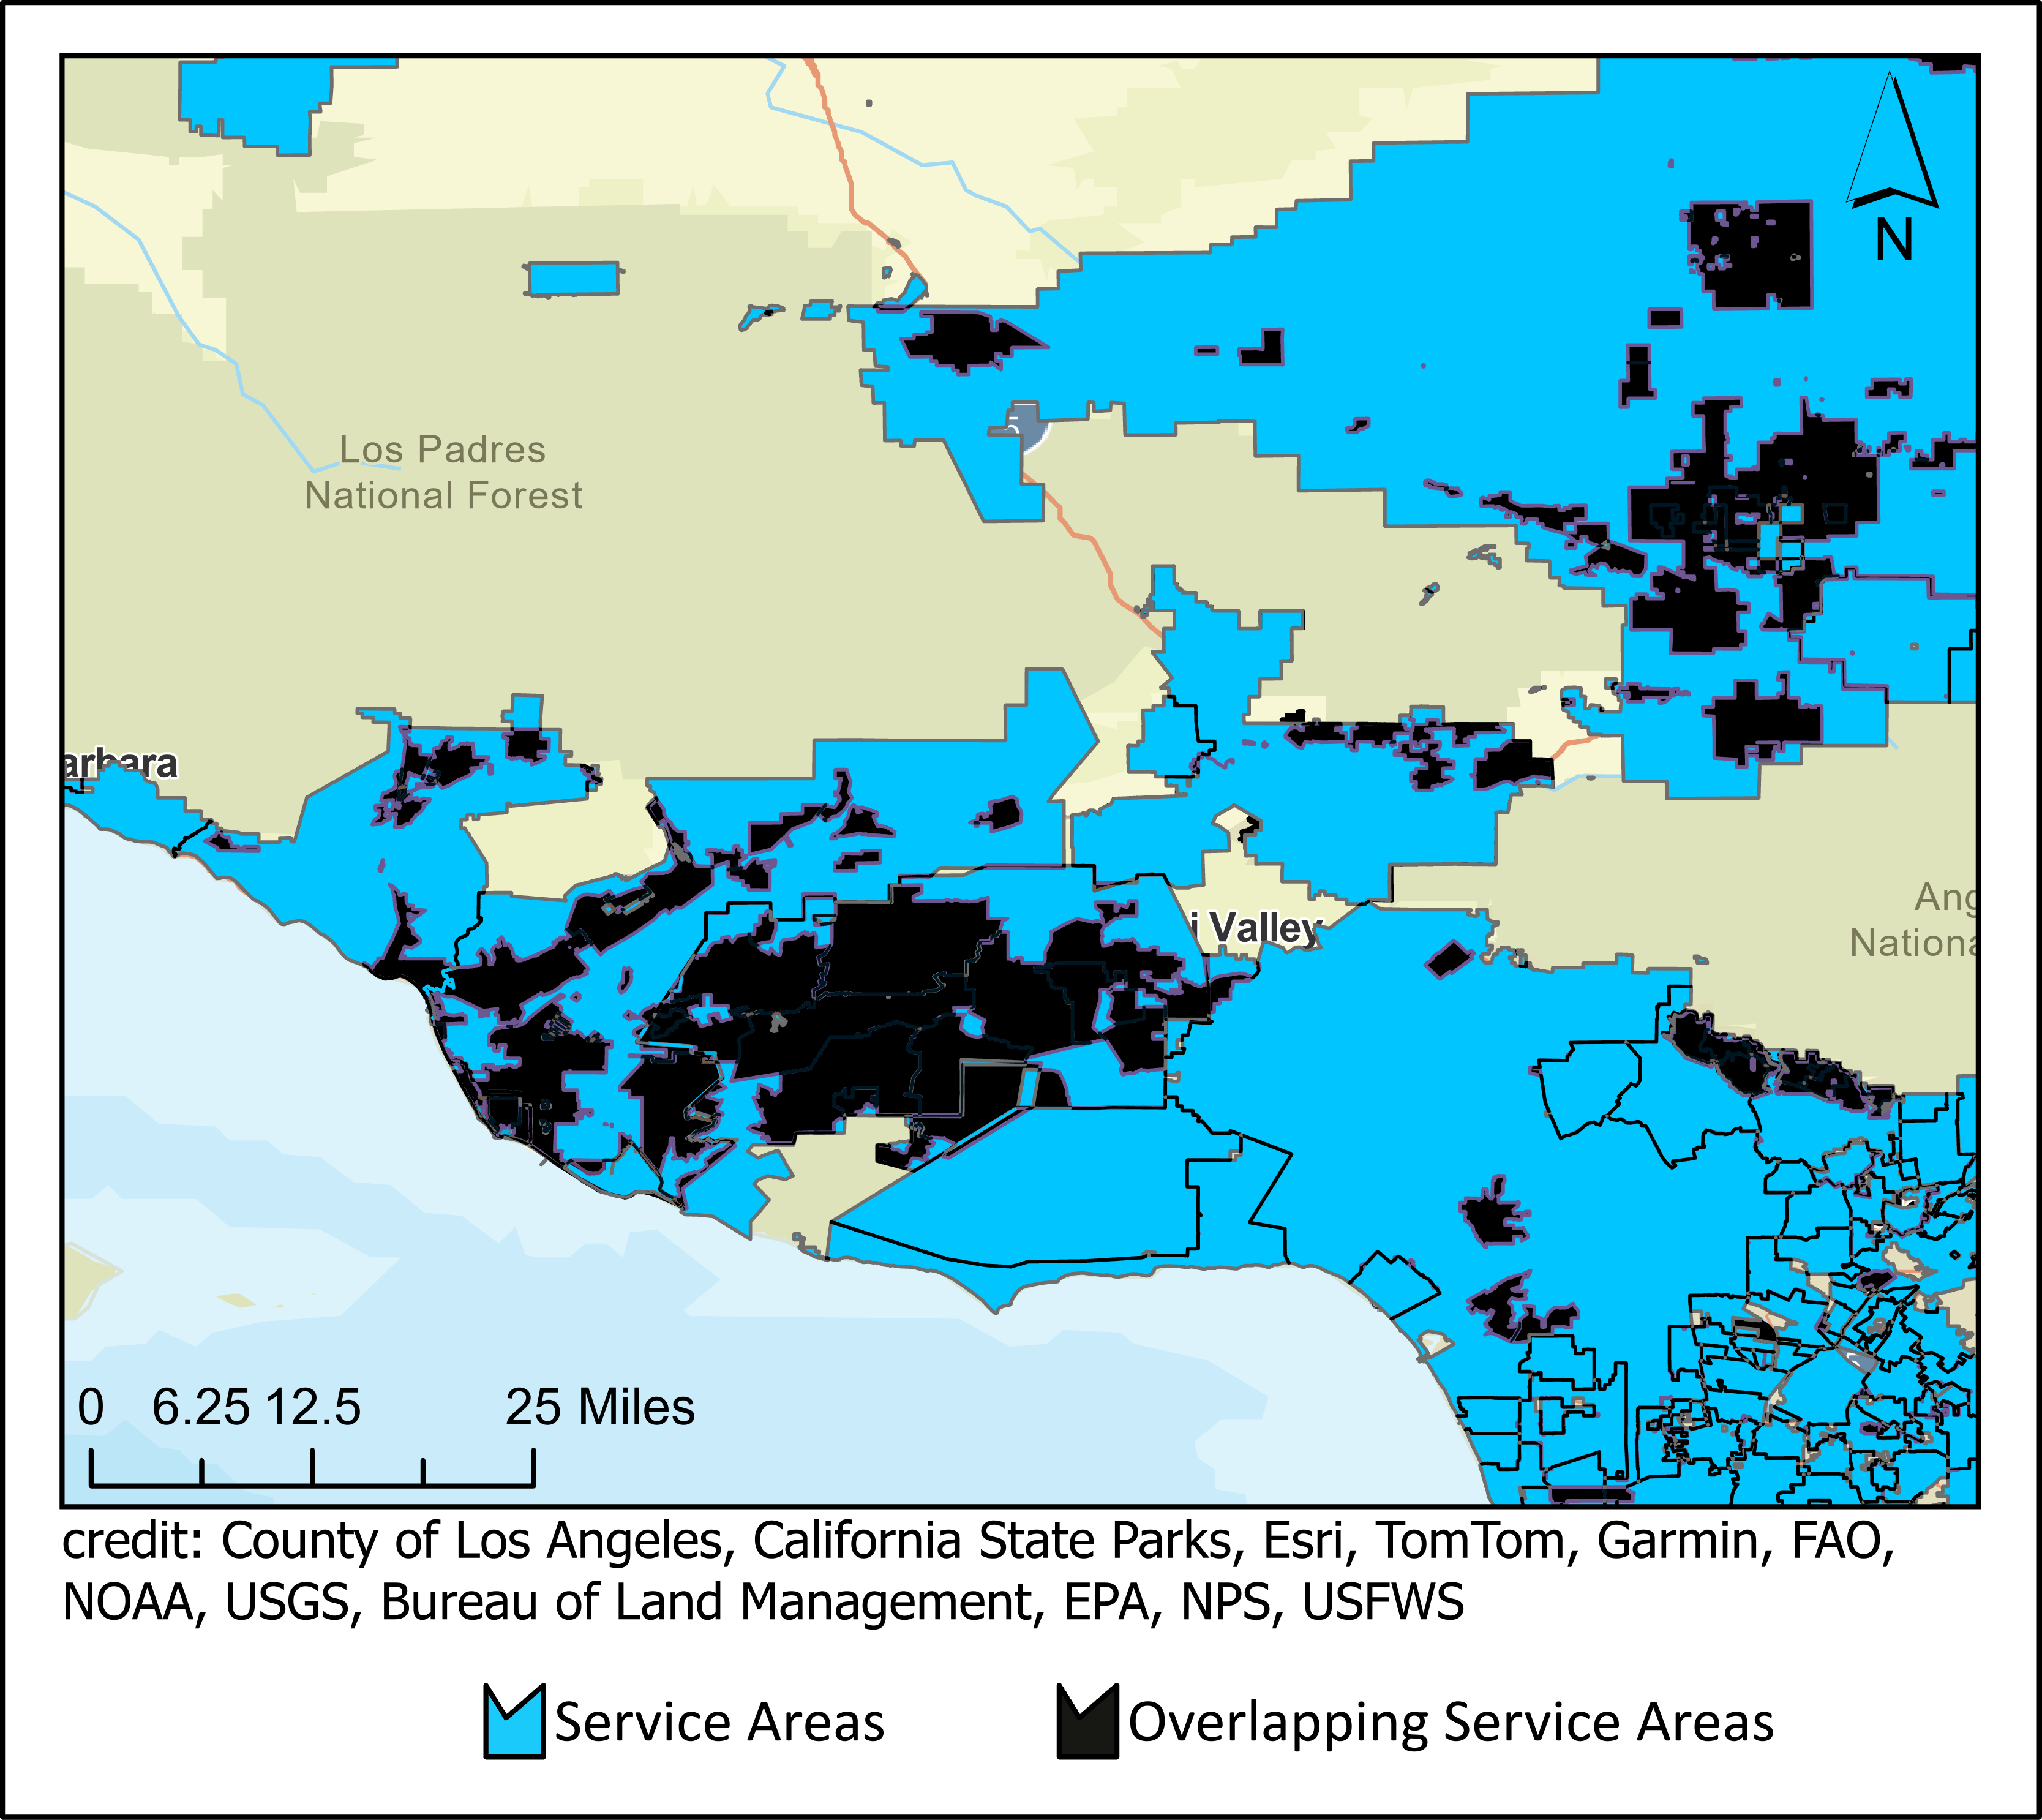 N
Los Padres
National Forest
arbara
i Valley
Ang
Nationa
0 6.25 12.5 25 Miles
credit: County of Los Angeles, California State Parks, Esri, TomTom, Garmin, FAO,
NOAA, USGS, Bureau of Land Management, EPA, NPS, USFWS
Service Areas
Overlapping Service Areas